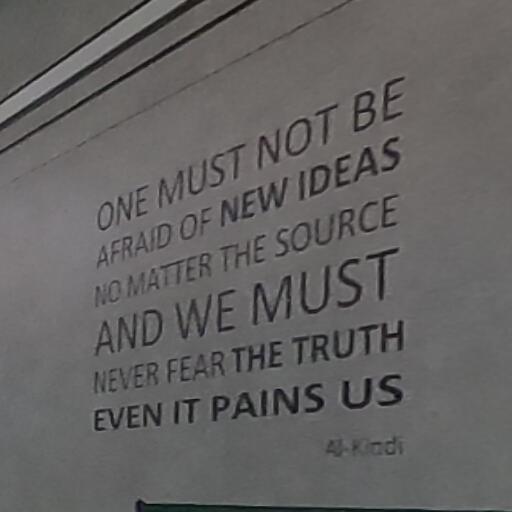 ONE MUST NOT BE
AFRAID OF NEW IDEAS
NO MATTER THE SOURCE
AND WE MUST
NEVER FEAR THE TRUTH
EVEN IT PAINS US
Al-Kindi